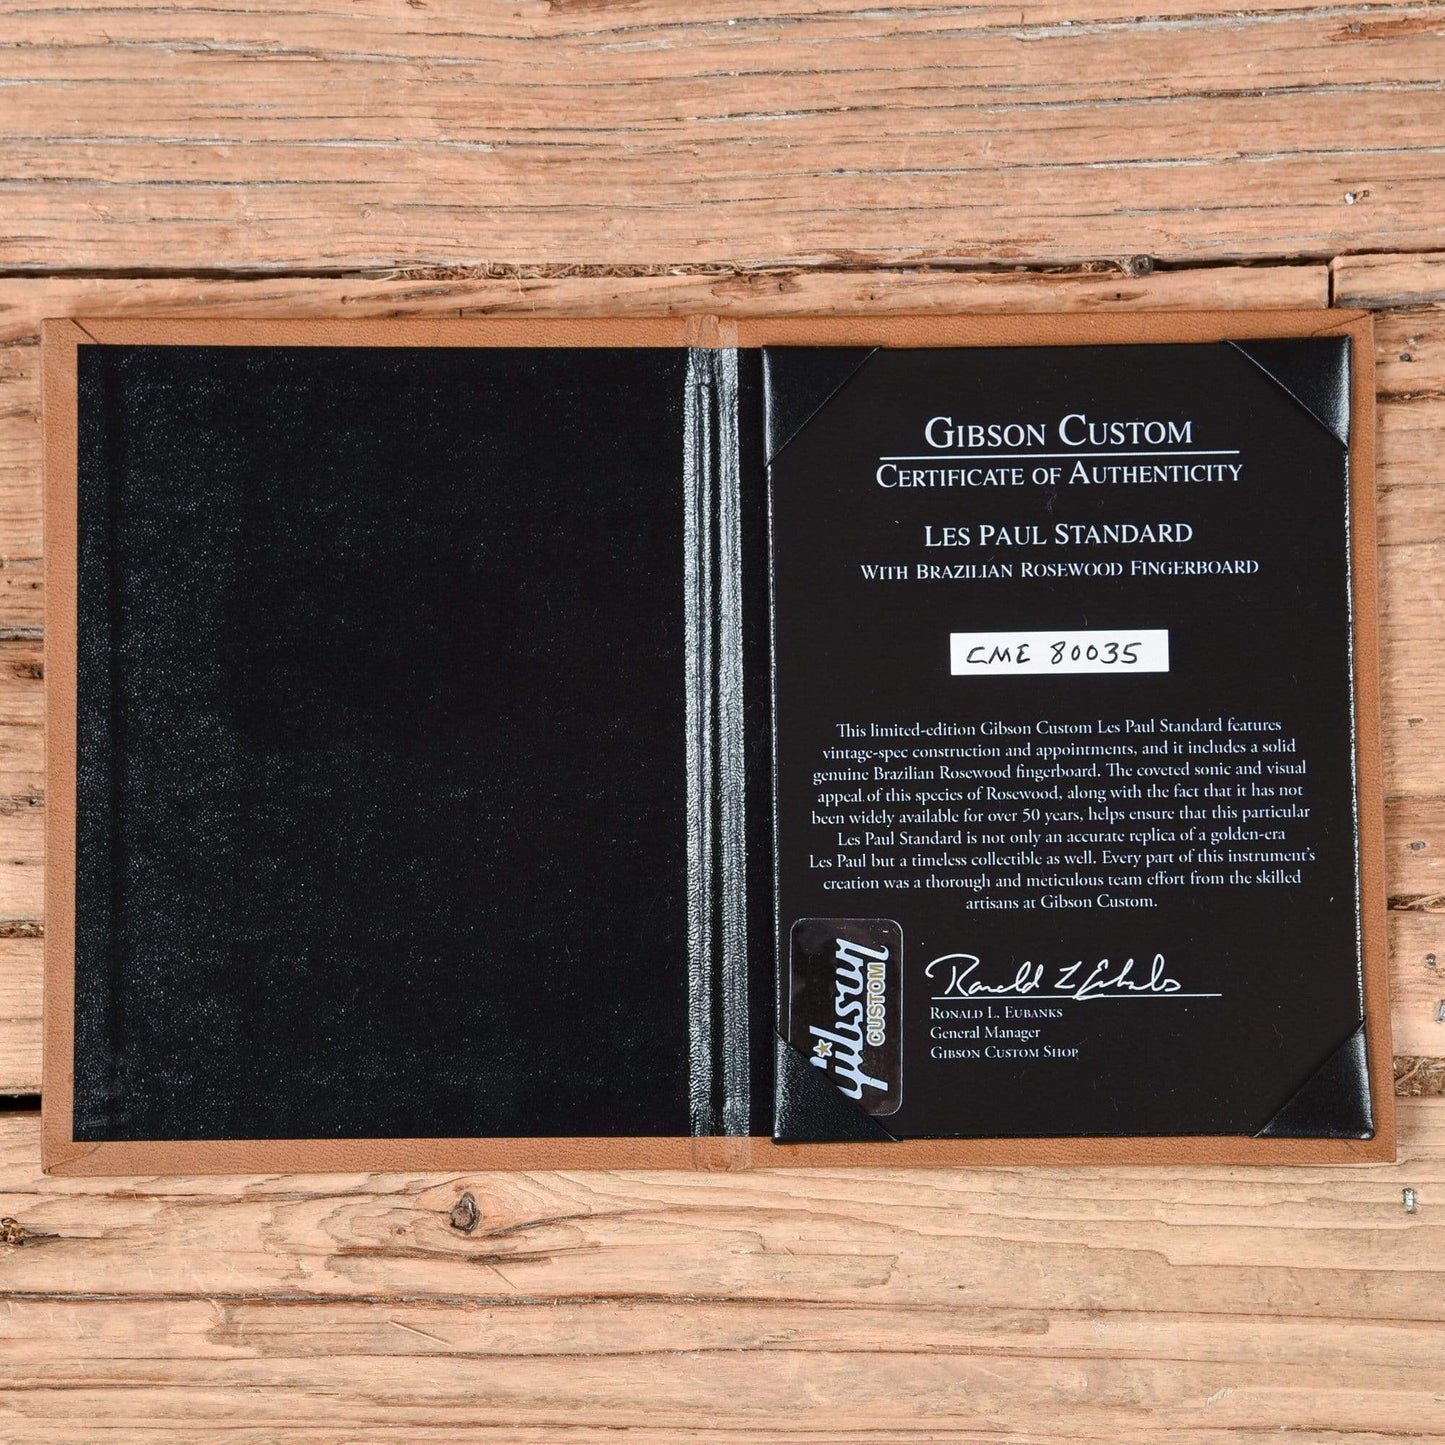 GIBSON CUSTOM
CERTIFICATE OF AUTHENTICITY
LES PAUL STANDARD
WITH BRAZILIAN ROSEWOOD FINGERBOARD
CME 80035
This limited-edition Gibson Custom Les Paul Standard features
vintage-spec construction and appointments, and it includes a solid
genuine Brazilian Rosewood fingerboard. The coveted sonic and visual
appeal of this species of Rosewood, along with the fact that it has not
been widely available for over 50 years, helps ensure that this particular
Les Paul Standard is not only an accurate replica of a golden-era
Les Paul but a timeless collectible as well. Every part of this instrument's
creation was a thorough and meticulous team effort from the skilled
artisans at Gibson Custom.
Gibson
CUSTOM
Ronald L Eubanks
RONALD L. EUBANKS
General Manager
GIBSON CUSTOM SHOP